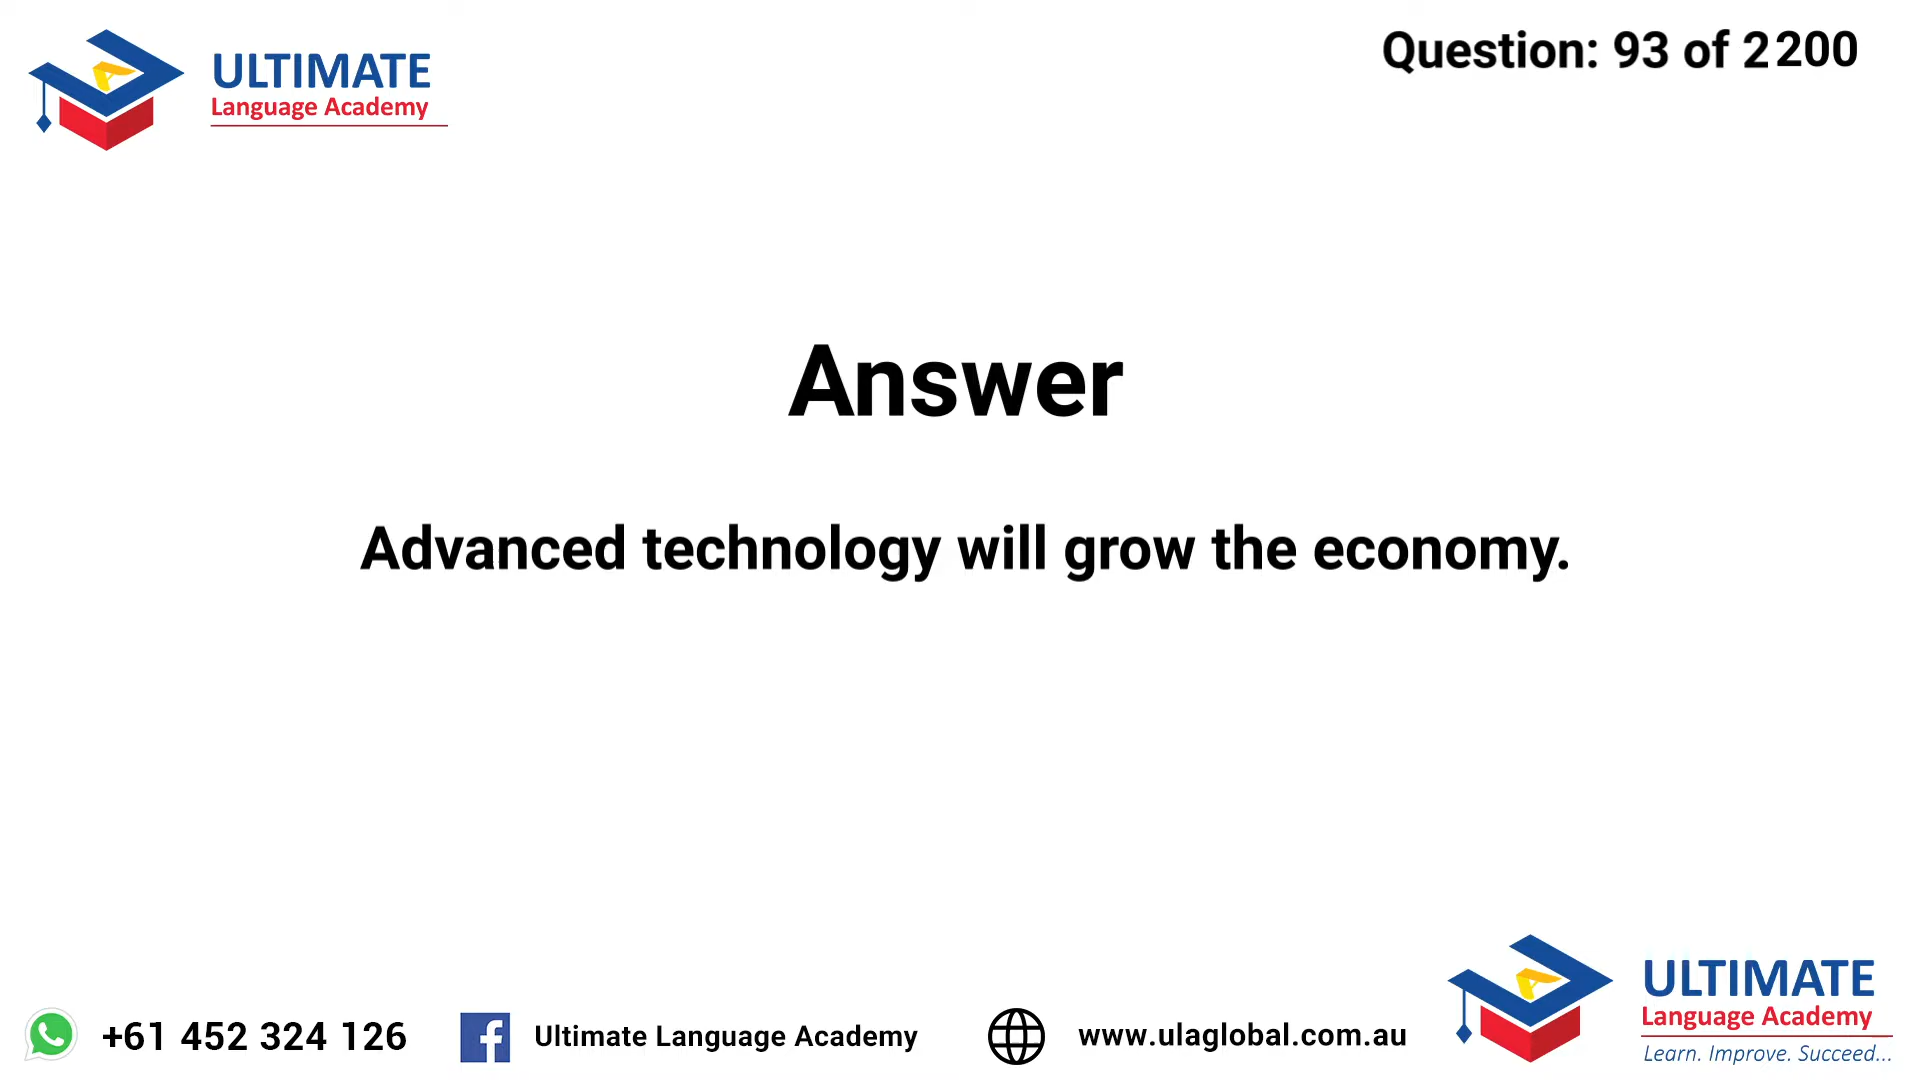 ULTIMATE
Language Academy
Question: 93 of 2200
Answer
Advanced technology will grow the economy.
+61 452 324 126
Ultimate Language Academy
www.ulaglobal.com.au
ULTIMATE
Language Academy
Learn. Improve. Succeed...